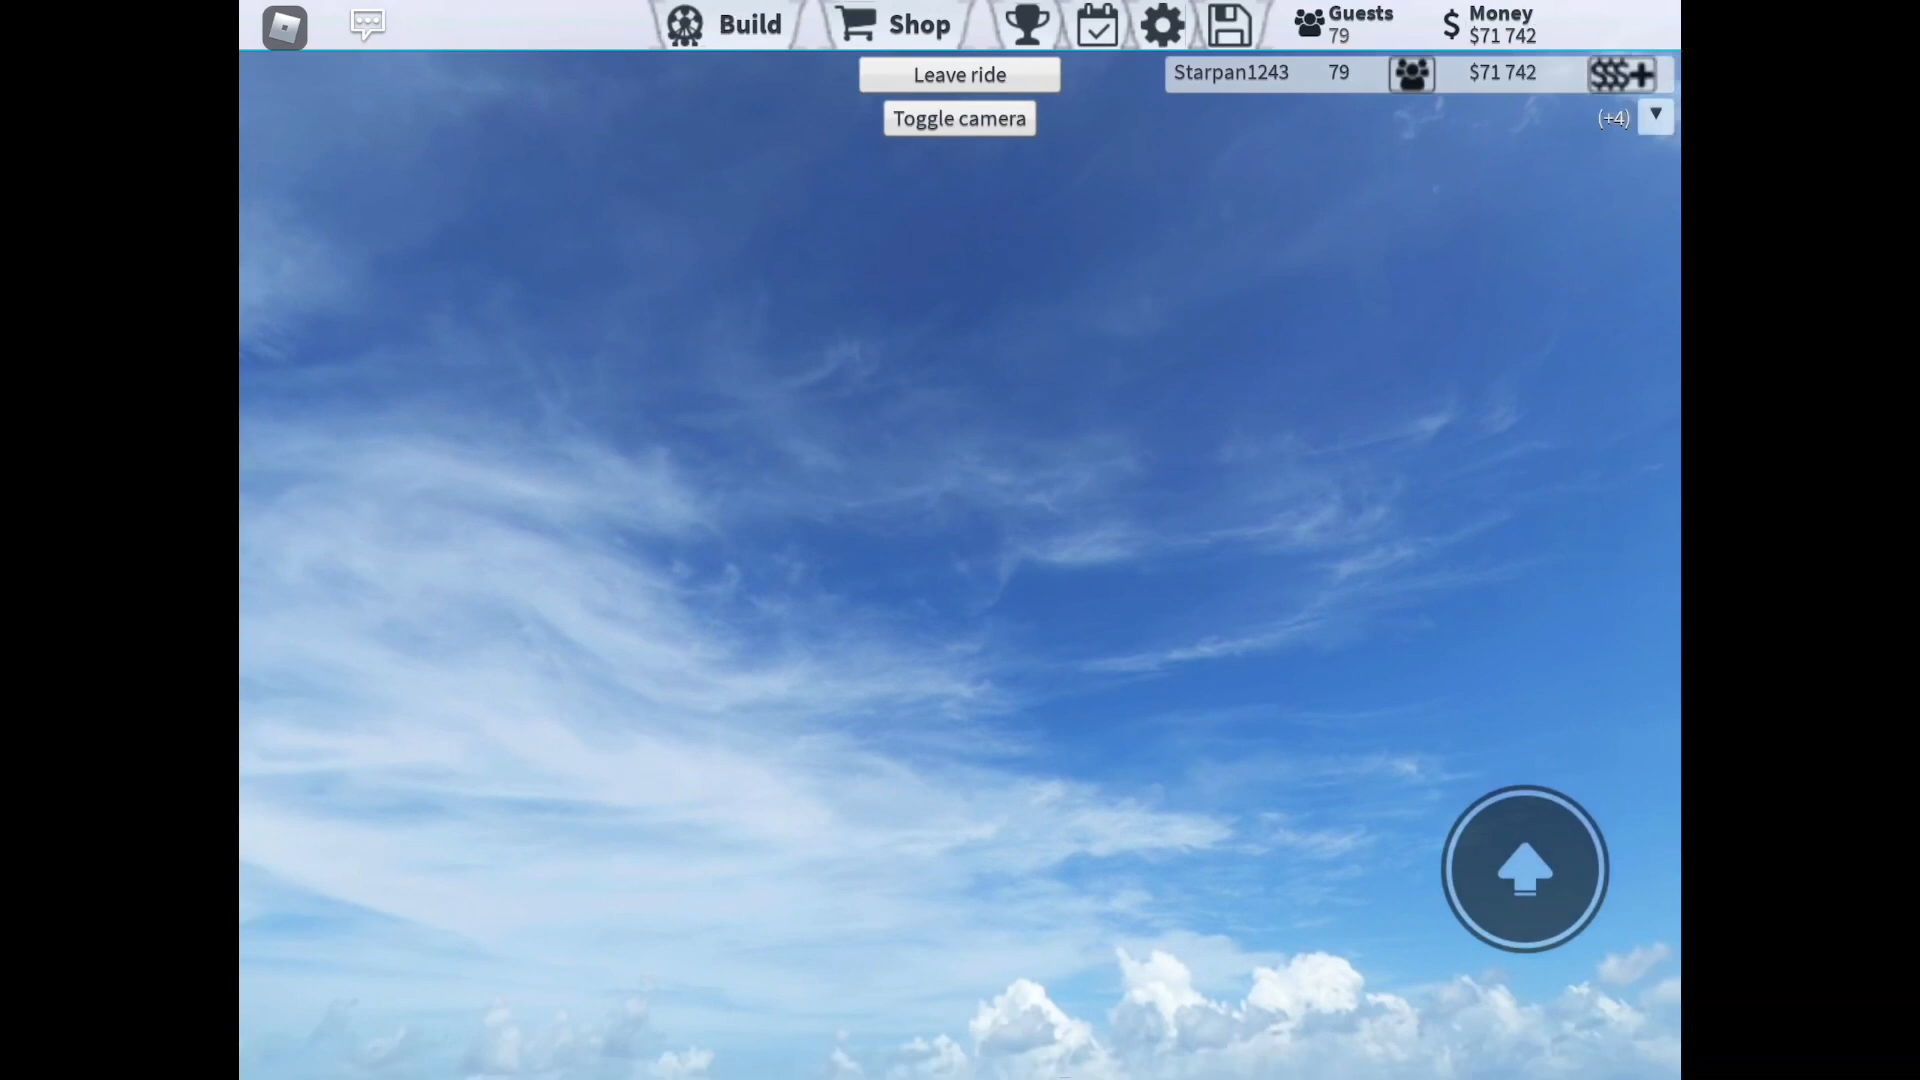 Build
Shop
Guests
79
Money
$71 742
Leave ride
Starpan1243 79 $71 742
$$$+
Toggle camera
(+4) ▼